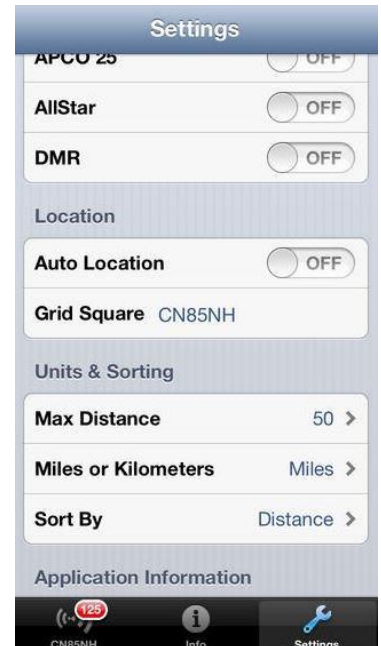 Settings
APCO 25 OFF
AllStar OFF
DMR OFF
Location
Auto Location OFF
Grid Square CN85NH
Units & Sorting
Max Distance 50
Miles or Kilometers Miles
Sort By Distance
Application Information
125
CN85NH Info Settings